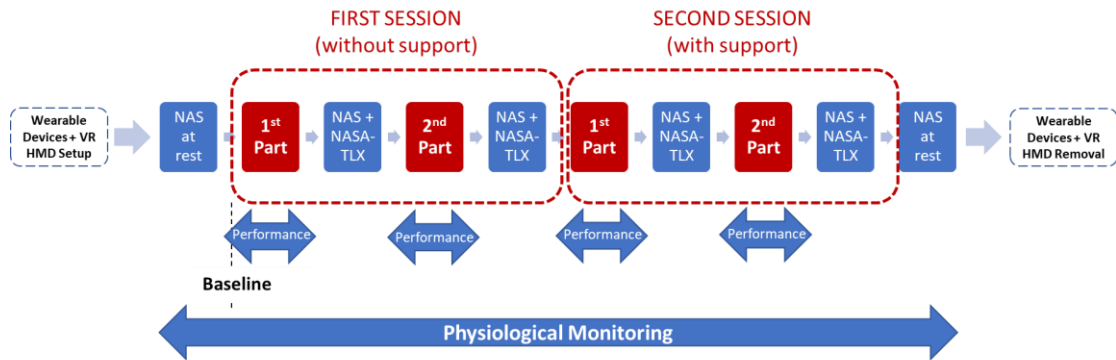 FIRST SESSION
(without support)
SECOND SESSION
(with support)
Wearable
Devices + VR
HMD Setup
NAS
at
rest
1st
Part
NAS +
NASA-
TLX
2nd
Part
NAS +
NASA-
TLX
1st
Part
NAS +
NASA-
TLX
2nd
Part
NAS +
NASA-
TLX
NAS
at
rest
Wearable
Devices + VR
HMD Removal
Performance
Performance
Performance
Performance
Baseline
Physiological Monitoring